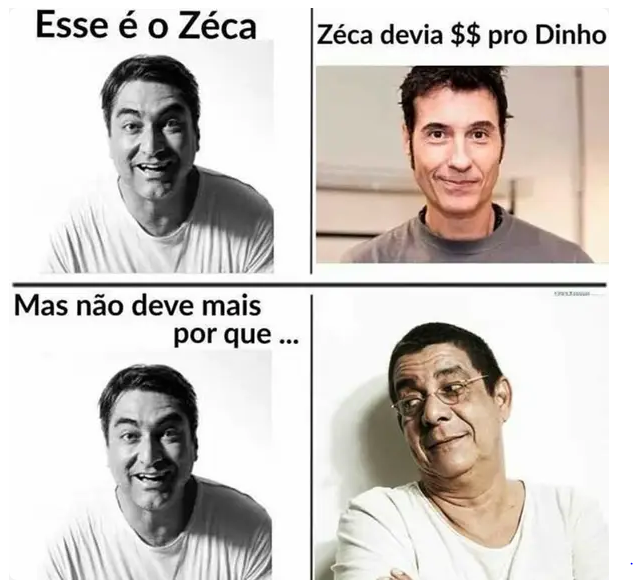 Esse é o Zéca
Zéca devia $$ pro Dinho
Mas não deve mais
por que ...